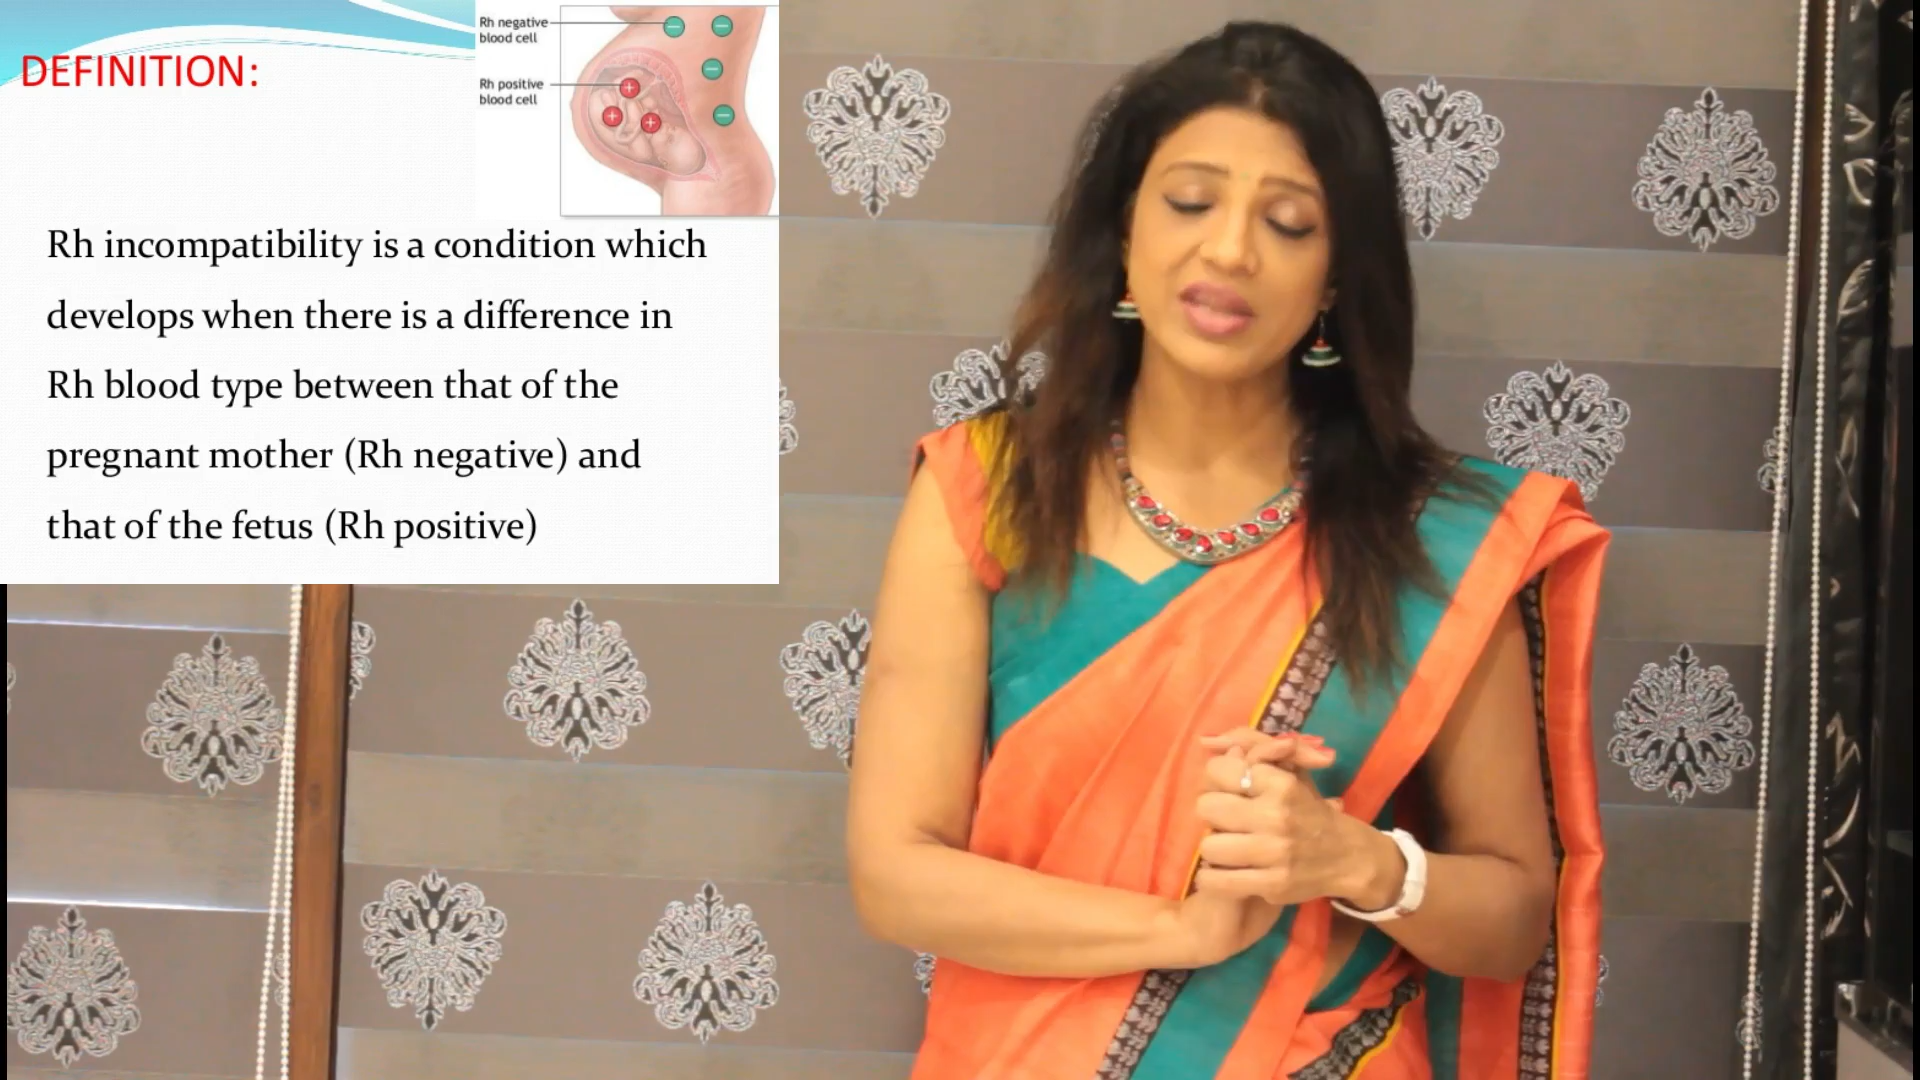 DEFINITION:
Rh negative
blood cell
Rh positive
blood cell
Rh incompatibility is a condition which
develops when there is a difference in
Rh blood type between that of the
pregnant mother (Rh negative) and
that of the fetus (Rh positive)